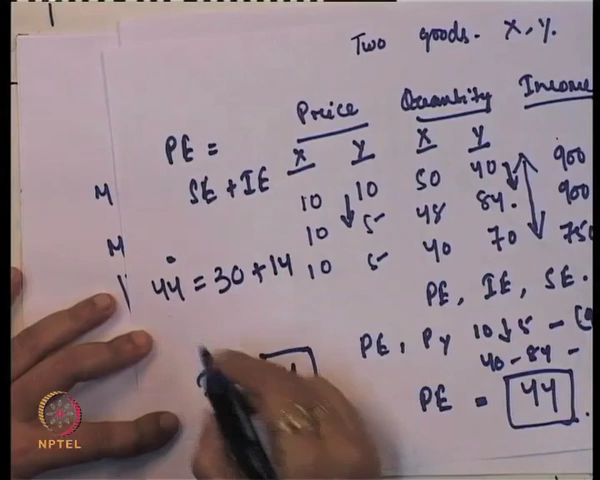 Two goods. X, Y.
Price Quantity Income
PE =
SE + IE
X Y X Y
10 10 50 40 900
10 5 48 84. 900
10 5 40 70 750
M
M
44 = 30 + 14
PE, IE, SE.
PE, Py 10 ↓ 5 -
40 - 84 -
PE = 44
NPTEL